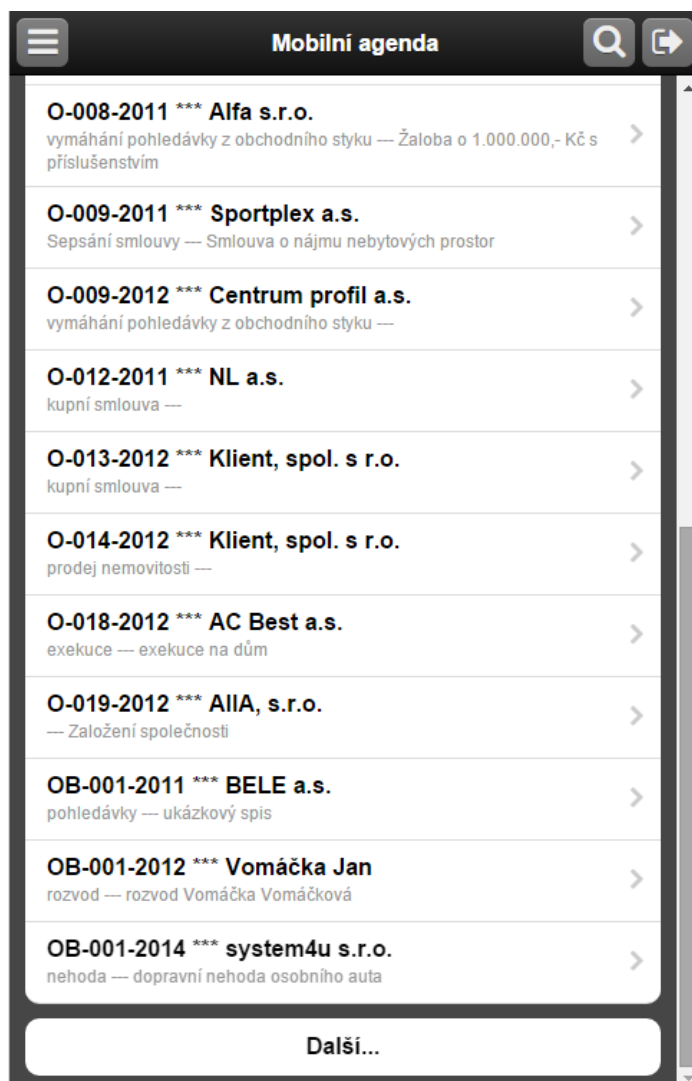 Mobilní agenda
O-008-2011 *** Alfa s.r.o.
vymáhání pohledávky z obchodního styku --- Žaloba o 1.000.000,- Kč s
příslušenstvím
O-009-2011 *** Sportplex a.s.
Sepsání smlouvy --- Smlouva o nájmu nebytových prostor
O-009-2012 *** Centrum profil a.s.
vymáhání pohledávky z obchodního styku ---
O-012-2011 *** NL a.s.
kupní smlouva ---
O-013-2012 *** Klient, spol. s r.o.
kupní smlouva ---
O-014-2012 *** Klient, spol. s r.o.
prodej nemovitosti ---
O-018-2012 *** AC Best a.s.
exekuce --- exekuce na dům
O-019-2012 *** AllA, s.r.o.
--- Založení společnosti
OB-001-2011 *** BELE a.s.
pohledávky --- ukázkový spis
OB-001-2012 *** Vomáčka Jan
rozvod --- rozvod Vomáčka Vomáčková
OB-001-2014 *** system4u s.r.o.
nehoda --- dopravní nehoda osobního auta
Další...